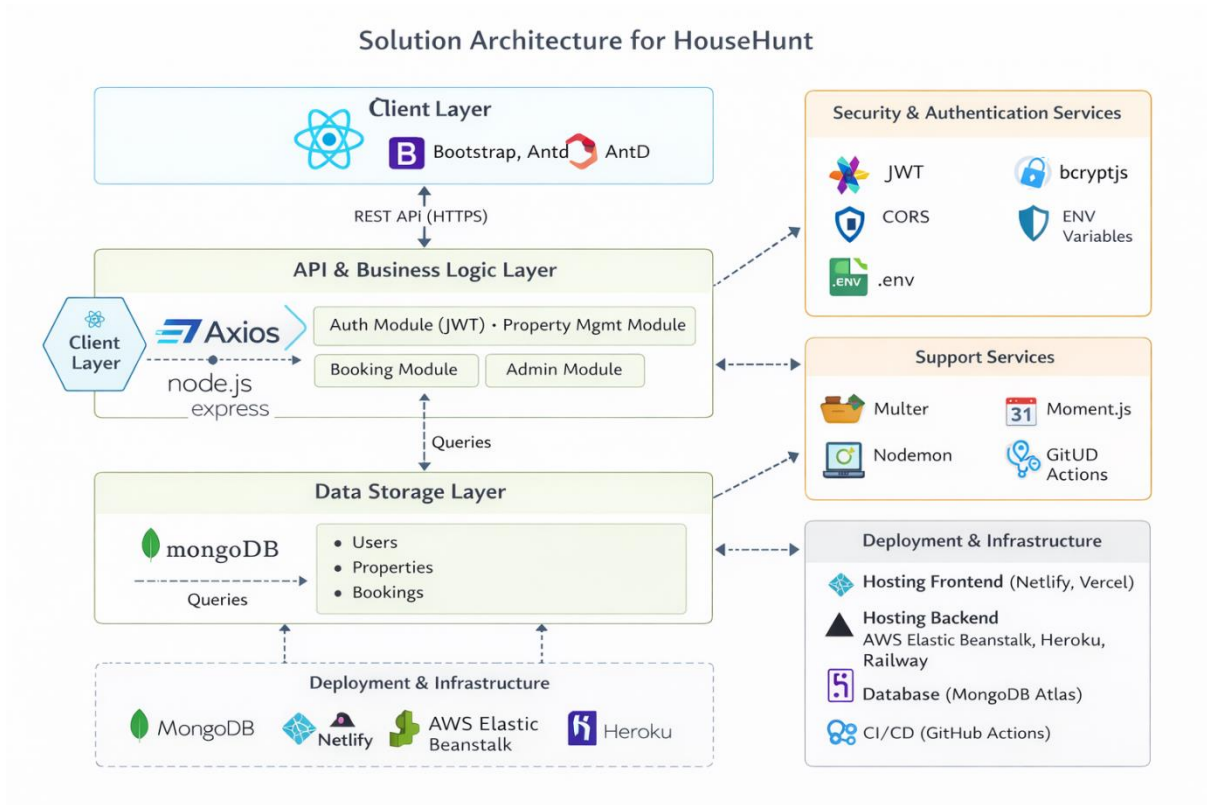 Solution Architecture for HouseHunt
Client Layer
B Bootstrap, Antd AntD
REST APi (HTTPS)
API & Business Logic Layer
Client
Layer
Axios
node.js
express
Auth Module (JWT) · Property Mgmt Module
Booking Module
Admin Module
Queries
Data Storage Layer
mongoDB
Queries
• Users
• Properties
• Bookings
Deployment & Infrastructure
MongoDB
Netlify
AWS Elastic
Beanstalk
Heroku
Security & Authentication Services
JWT
bcryptjs
CORS
ENV
Variables
.ENV .env
Support Services
Multer
31 Moment.js
Nodemon
GitUD
Actions
Deployment & Infrastructure
Hosting Frontend (Netlify, Vercel)
Hosting Backend
AWS Elastic Beanstalk, Heroku,
Railway
Database (MongoDB Atlas)
CI/CD (GitHub Actions)